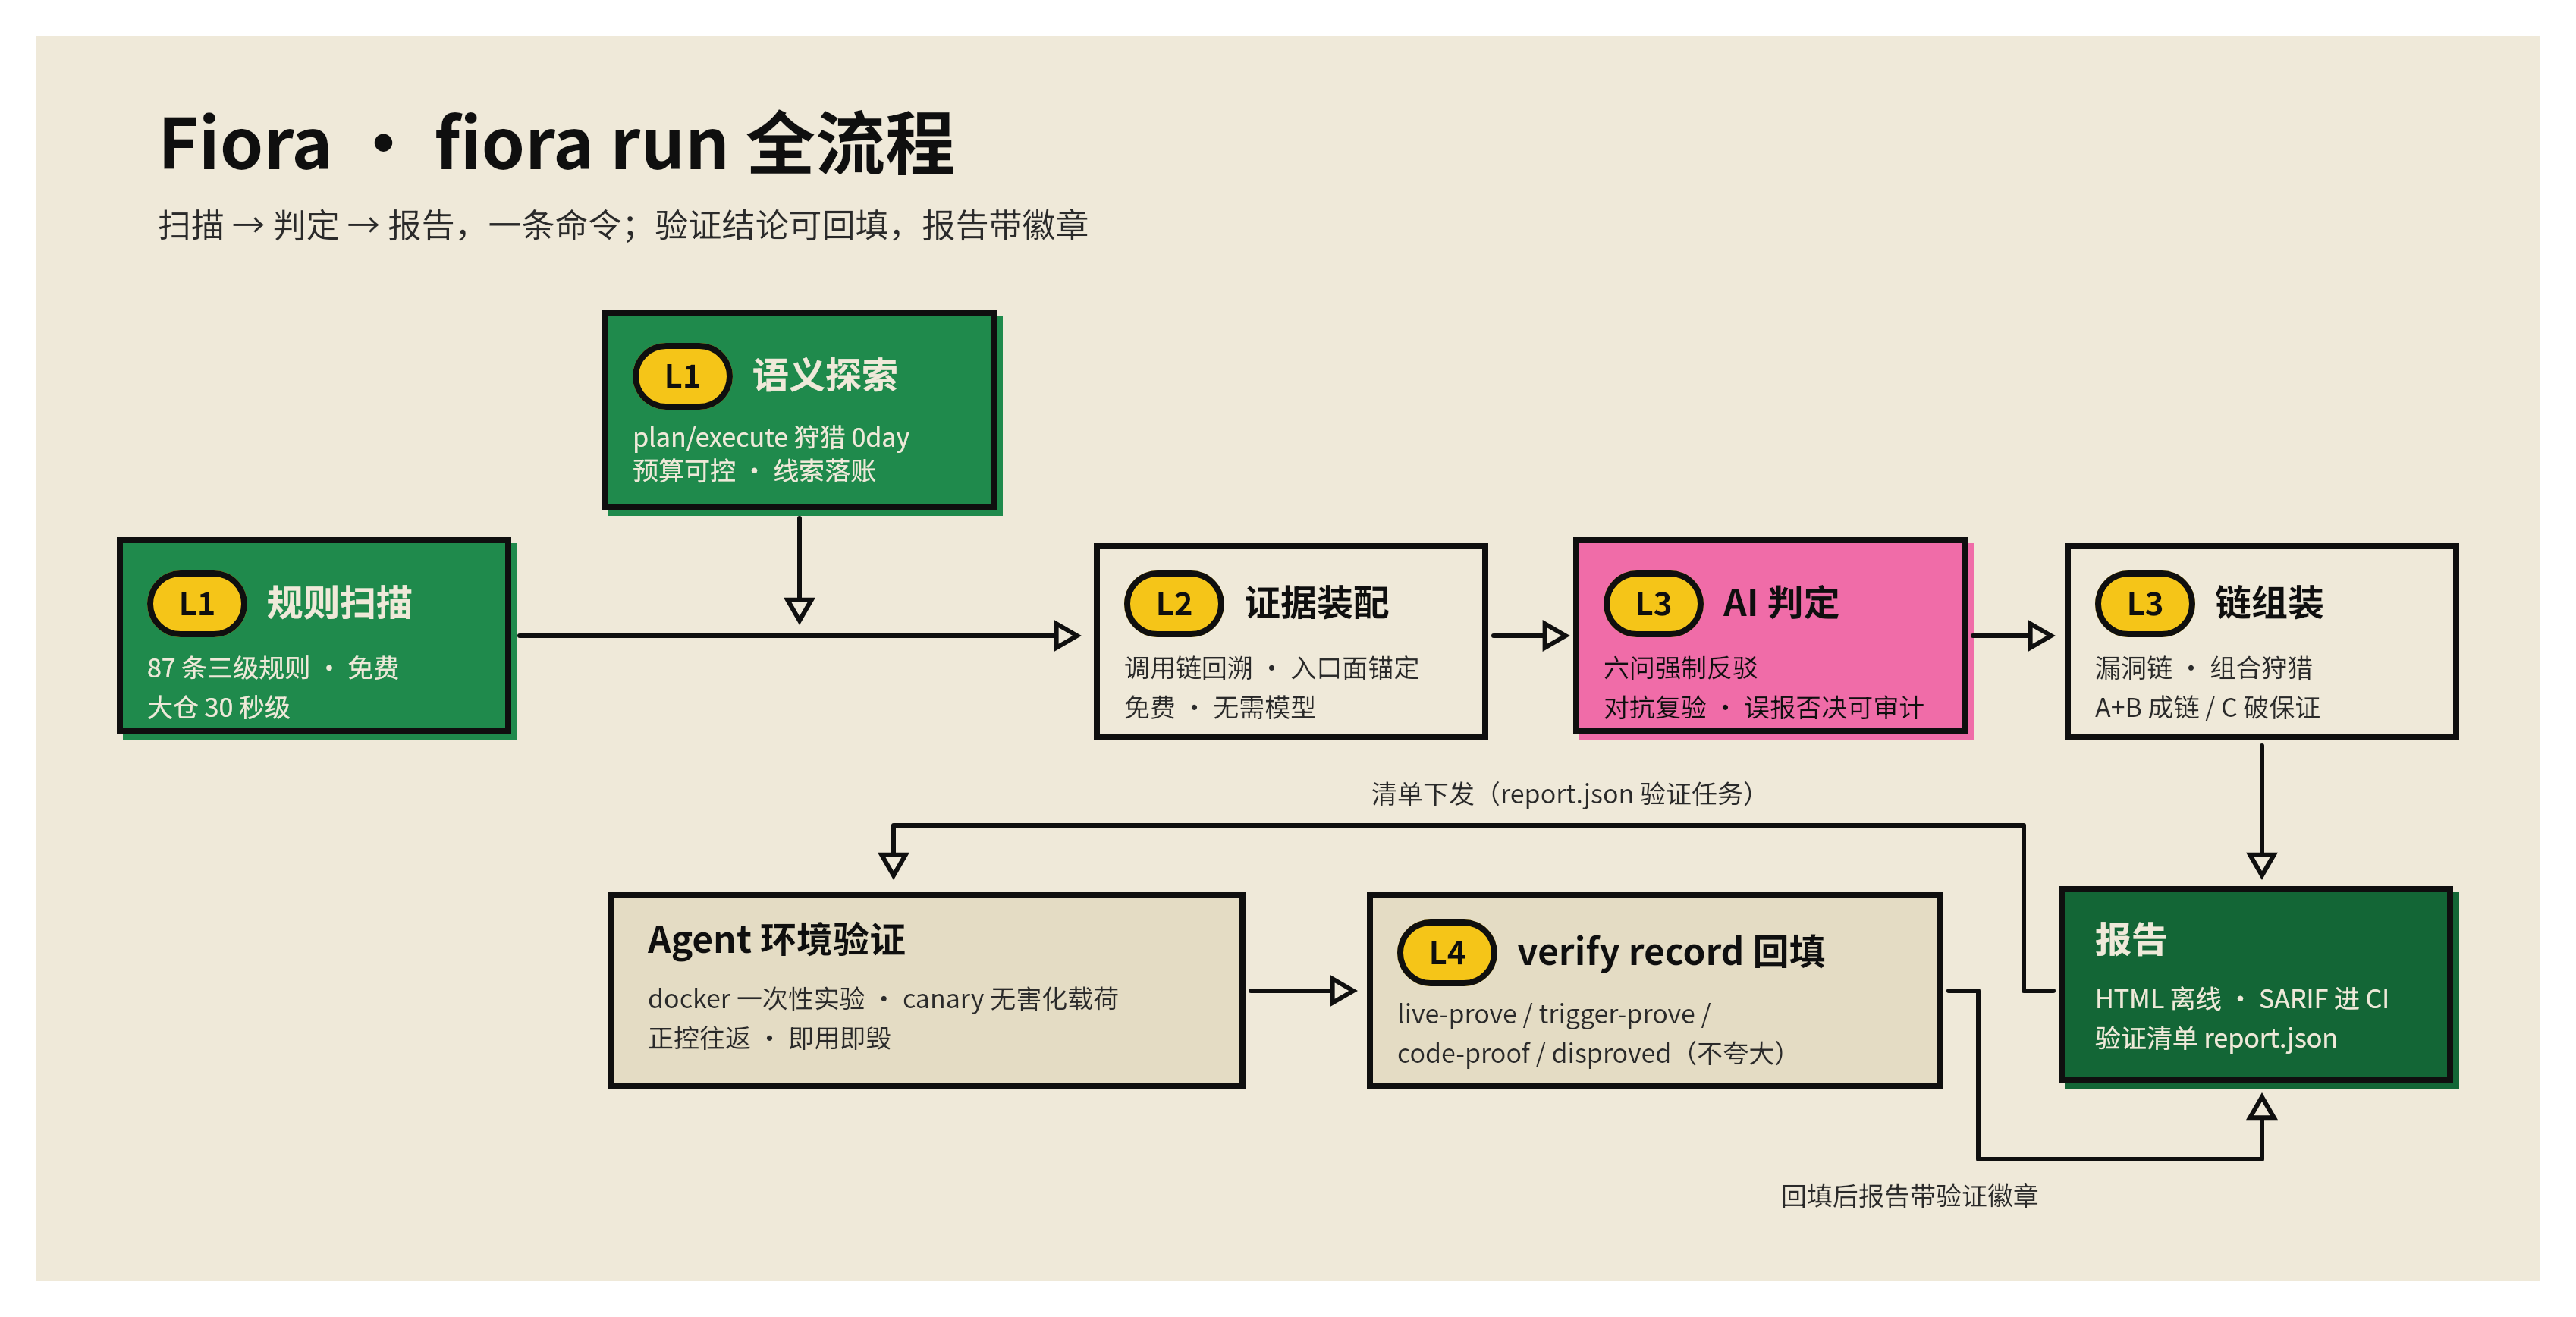 Fiora · fiora run 全流程
扫描 → 判定 → 报告，一条命令；验证结论可回填，报告带徽章
L1 语义探索
plan/execute 狩猎 0day
预算可控 · 线索落账
L1 规则扫描
87 条三级规则 · 免费
大仓 30 秒级
L2 证据装配
调用链回溯 · 入口面锚定
免费 · 无需模型
L3 AI 判定
六问强制反驳
对抗复验 · 误报否决可审计
L3 链组装
漏洞链 · 组合狩猎
A+B 成链 / C 破保证
清单下发（report.json 验证任务）
Agent 环境验证
docker 一次性实验 · canary 无害化载荷
正控往返 · 即用即毁
L4 verify record 回填
live-prove / trigger-prove /
code-proof / disproved（不夸大）
报告
HTML 离线 · SARIF 进 CI
验证清单 report.json
回填后报告带验证徽章